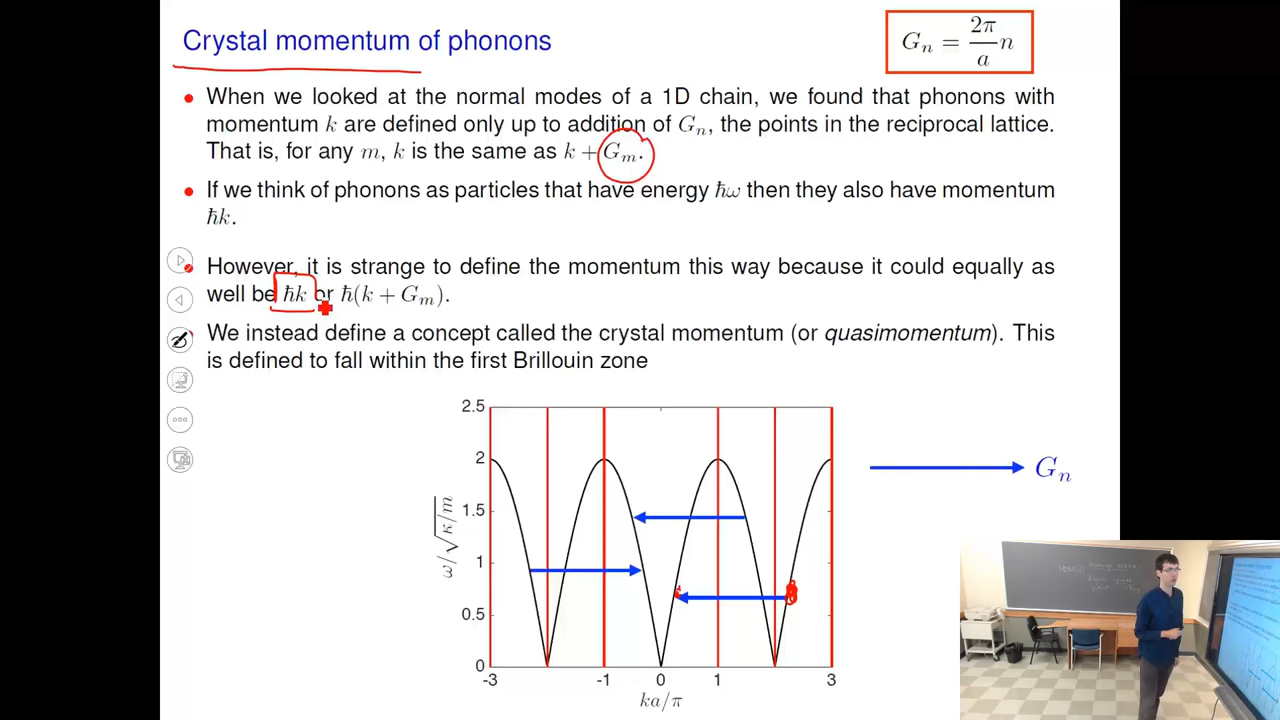 Crystal momentum of phonons
G_n = 2π/a n
When we looked at the normal modes of a 1D chain, we found that phonons with
momentum k are defined only up to addition of G_n, the points in the reciprocal lattice.
That is, for any m, k is the same as k + G_m.
If we think of phonons as particles that have energy ℏω then they also have momentum
ℏk.
However, it is strange to define the momentum this way because it could equally as
well be ℏk or ℏ(k + G_m).
We instead define a concept called the crystal momentum (or quasimomentum). This
is defined to fall within the first Brillouin zone
2.5
2
1.5
1
0.5
0
ω/√κ/m
-3 -1 0 1 3
ka/π
G_n